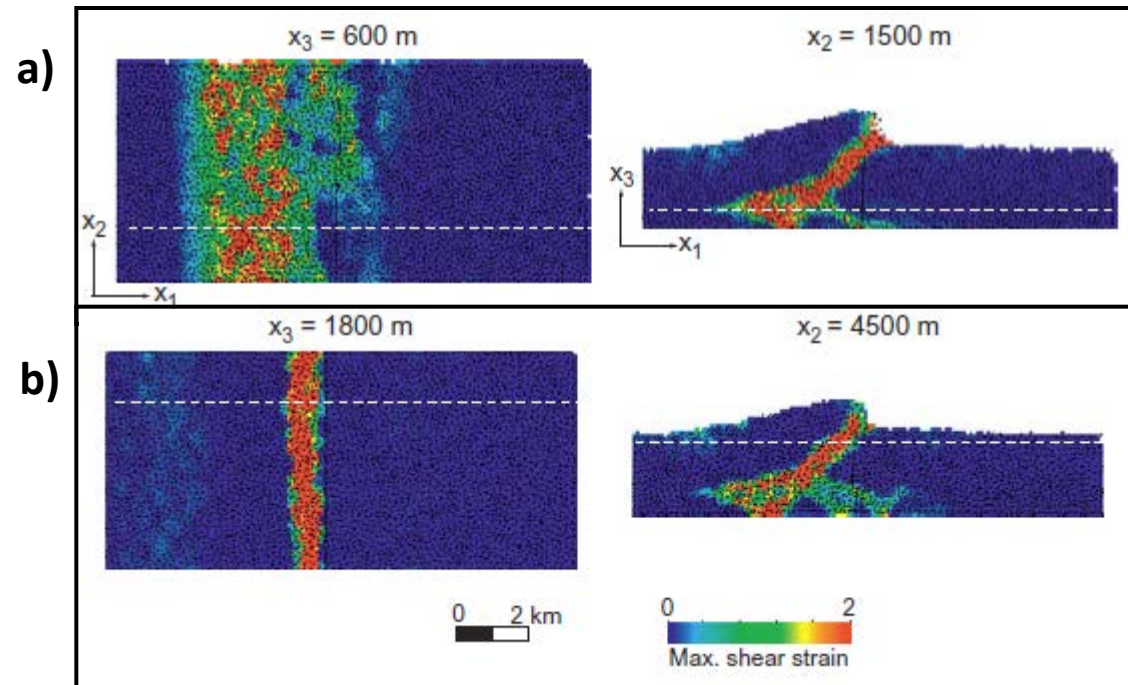 a)
x₃ = 600 m
x₂ = 1500 m
x₂
x₁
x₃
x₁
b)
x₃ = 1800 m
x₂ = 4500 m
0 2 km
0 2
Max. shear strain